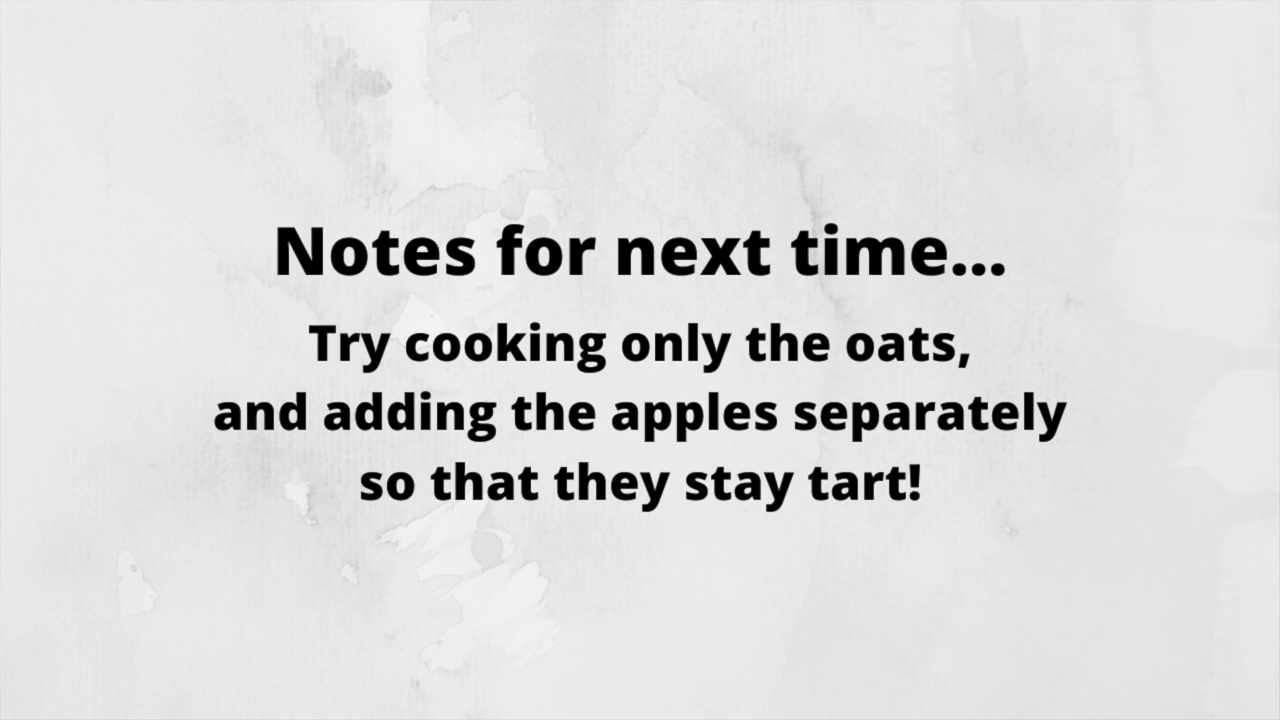 Notes for next time...
Try cooking only the oats,
and adding the apples separately
so that they stay tart!